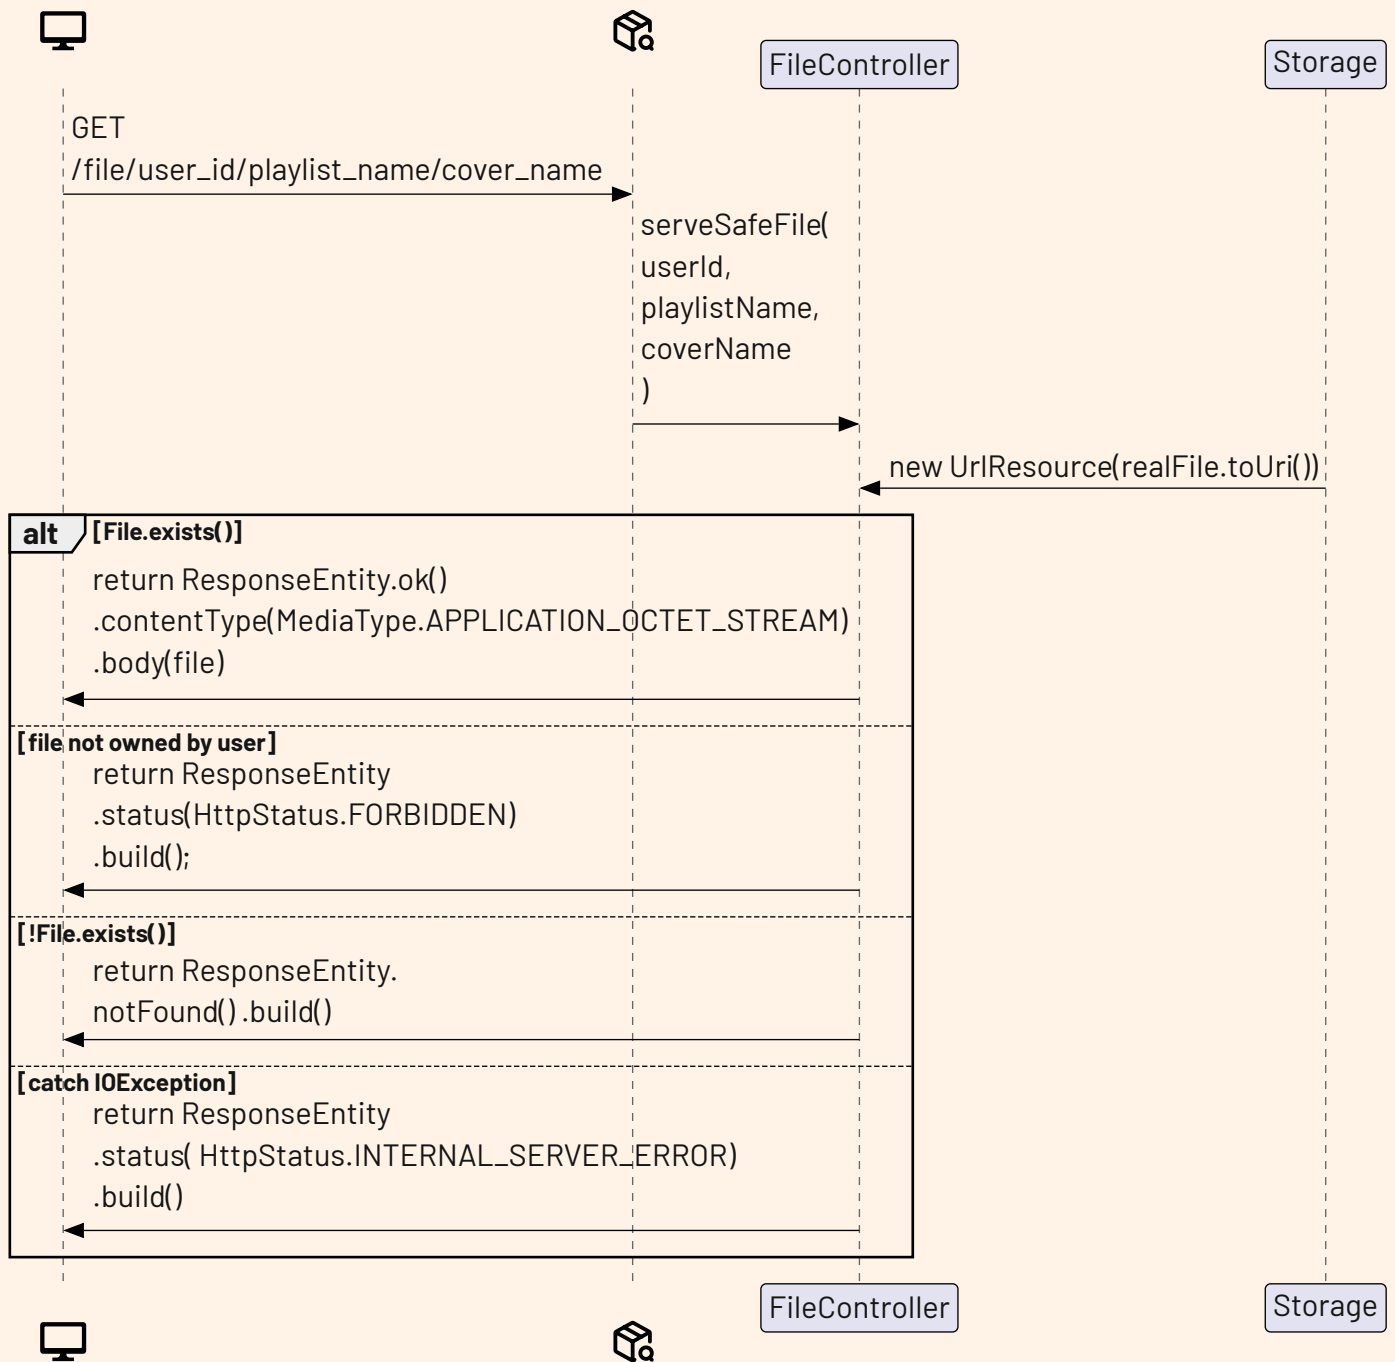 FileController
Storage
GET
/file/user_id/playlist_name/cover_name
serveSafeFile(
userId,
playlistName,
coverName
)
new UrlResource(realFile.toUri())
alt
[File.exists()]
return ResponseEntity.ok()
.contentType(MediaType.APPLICATION_OCTET_STREAM)
.body(file)
[file not owned by user]
return ResponseEntity
.status(HttpStatus.FORBIDDEN)
.build();
[!File.exists()]
return ResponseEntity.
notFound() .build()
[catch IOException]
return ResponseEntity
.status( HttpStatus.INTERNAL_SERVER_ERROR)
.build()
FileController
Storage